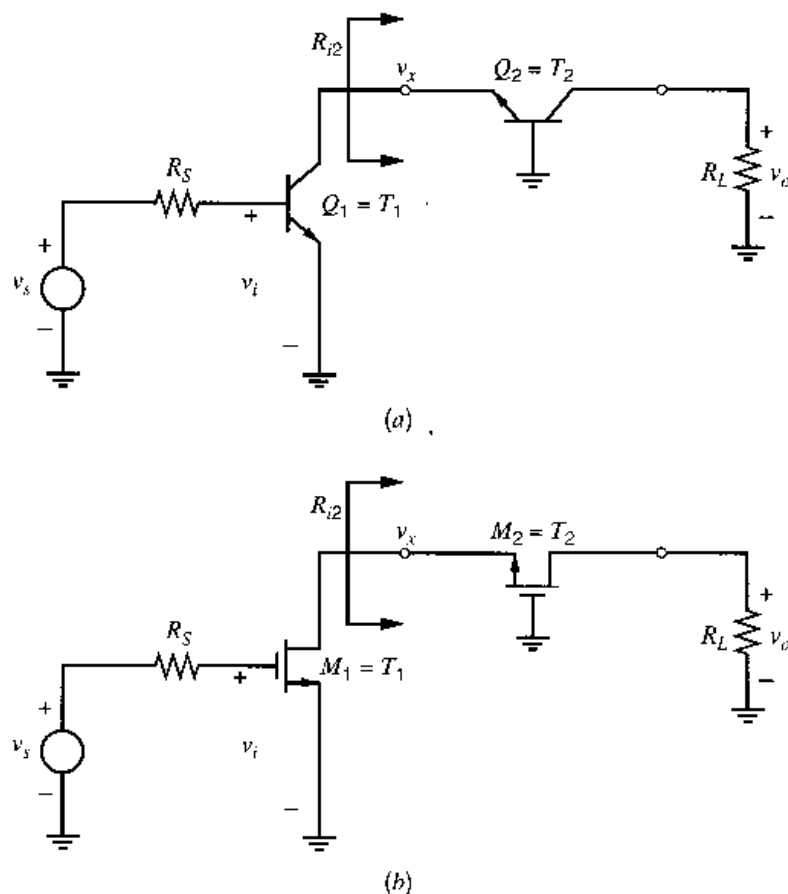 R_{i2}
v_x
Q_2 = T_2
R_S
+
Q_1 = T_1
+
R_L
v_o
−
+
v_s
−
v_i
−
(a)
R_{i2}
v_x
M_2 = T_2
R_S
+
M_1 = T_1
+
R_L
v_o
−
+
v_s
−
v_i
−
(b)